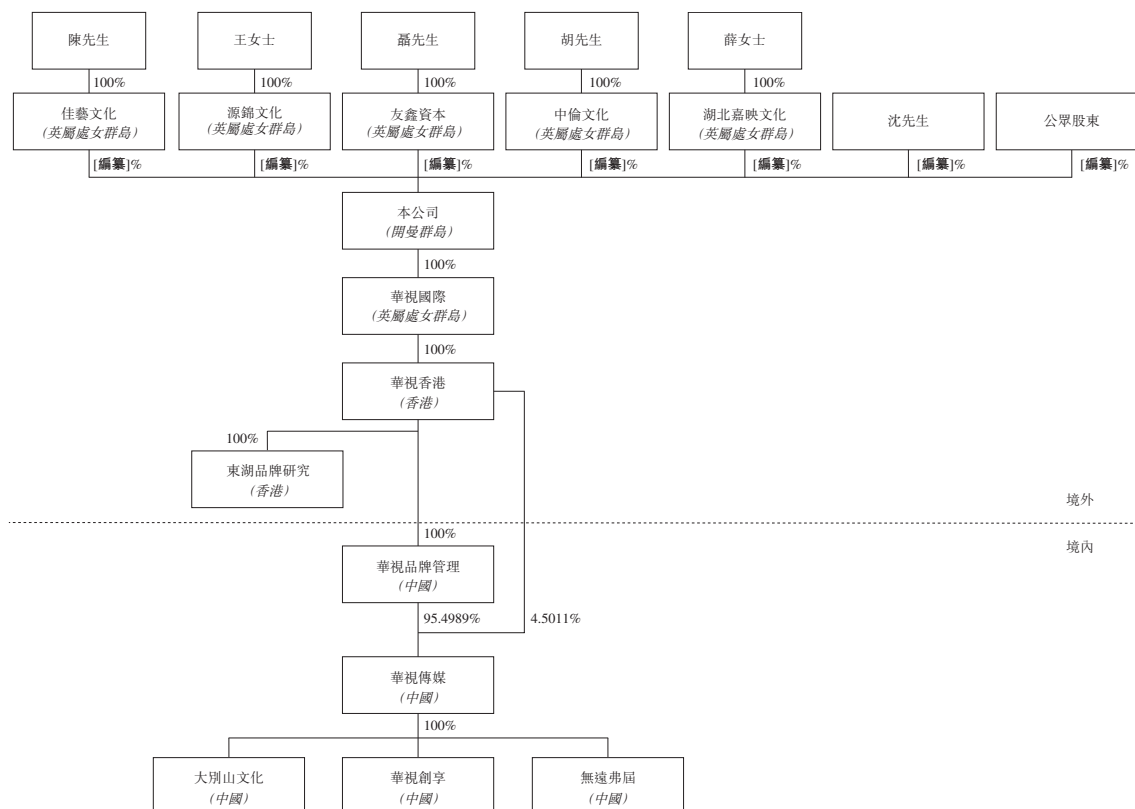 陳先生
王女士
聶先生
胡先生
薛女士
100%
100%
100%
100%
100%
佳藝文化
(英屬處女群島)
源錦文化
(英屬處女群島)
友鑫資本
(英屬處女群島)
中倫文化
(英屬處女群島)
湖北嘉映文化
(英屬處女群島)
沈先生
公眾股東
[編纂]%
[編纂]%
[編纂]%
[編纂]%
[編纂]%
[編纂]%
[編纂]%
本公司
(開曼群島)
100%
華視國際
(英屬處女群島)
100%
華視香港
(香港)
100%
東湖品牌研究
(香港)
境外
境內
100%
華視品牌管理
(中國)
95.4989%
4.5011%
華視傳媒
(中國)
100%
大別山文化
(中國)
華視創享
(中國)
無遠弗屆
(中國)